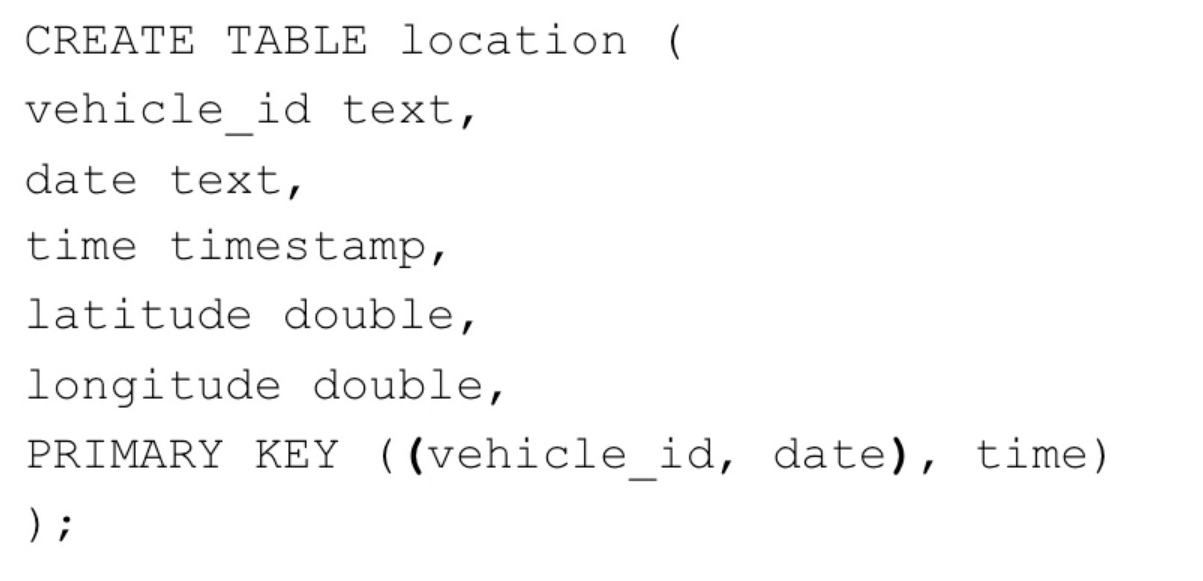 CREATE TABLE location (
vehicle_id text,
date text,
time timestamp,
latitude double,
longitude double,
PRIMARY KEY ((vehicle_id, date), time)
);